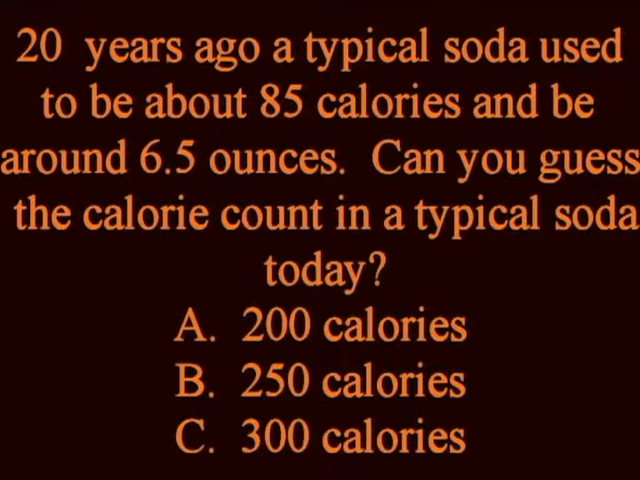 20 years ago a typical soda used
to be about 85 calories and be
around 6.5 ounces. Can you guess
the calorie count in a typical soda
today?
A. 200 calories
B. 250 calories
C. 300 calories